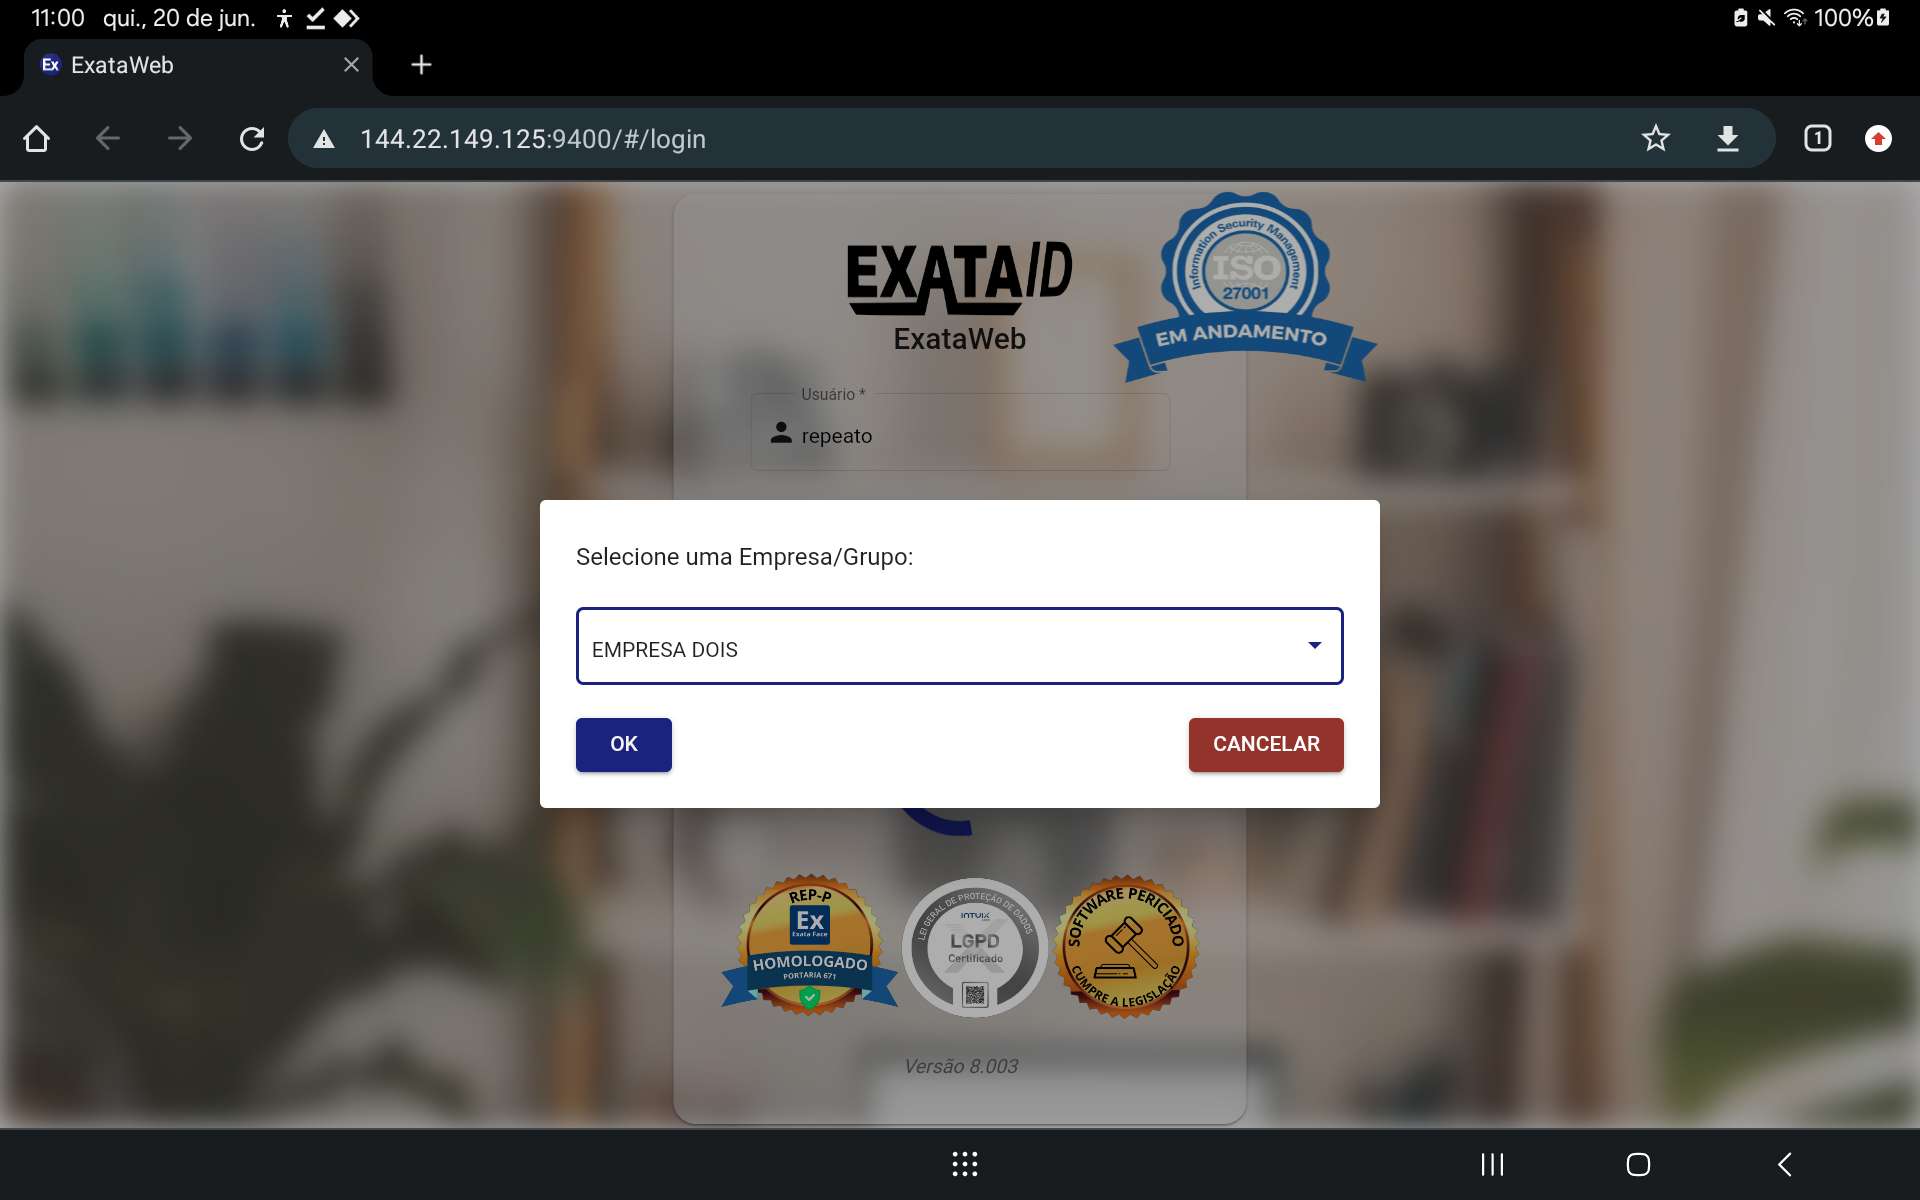 11:00 qui., 20 de jun.
100%
Ex ExataWeb
144.22.149.125:9400/#/login
1
EXATAID
ExataWeb
Information Security Management
ISO
27001
EM ANDAMENTO
Usuário *
repeato
Selecione uma Empresa/Grupo:
EMPRESA DOIS
OK
CANCELAR
REP-P
Ex
Exata Face
HOMOLOGADO
PORTARIA 671
LEI GERAL DE PROTEÇÃO DE DADOS
INTUIX
LGPD
Certificado
SOFTWARE PERICIADO
CUMPRE A LEGISLAÇÃO
Versão 8.003